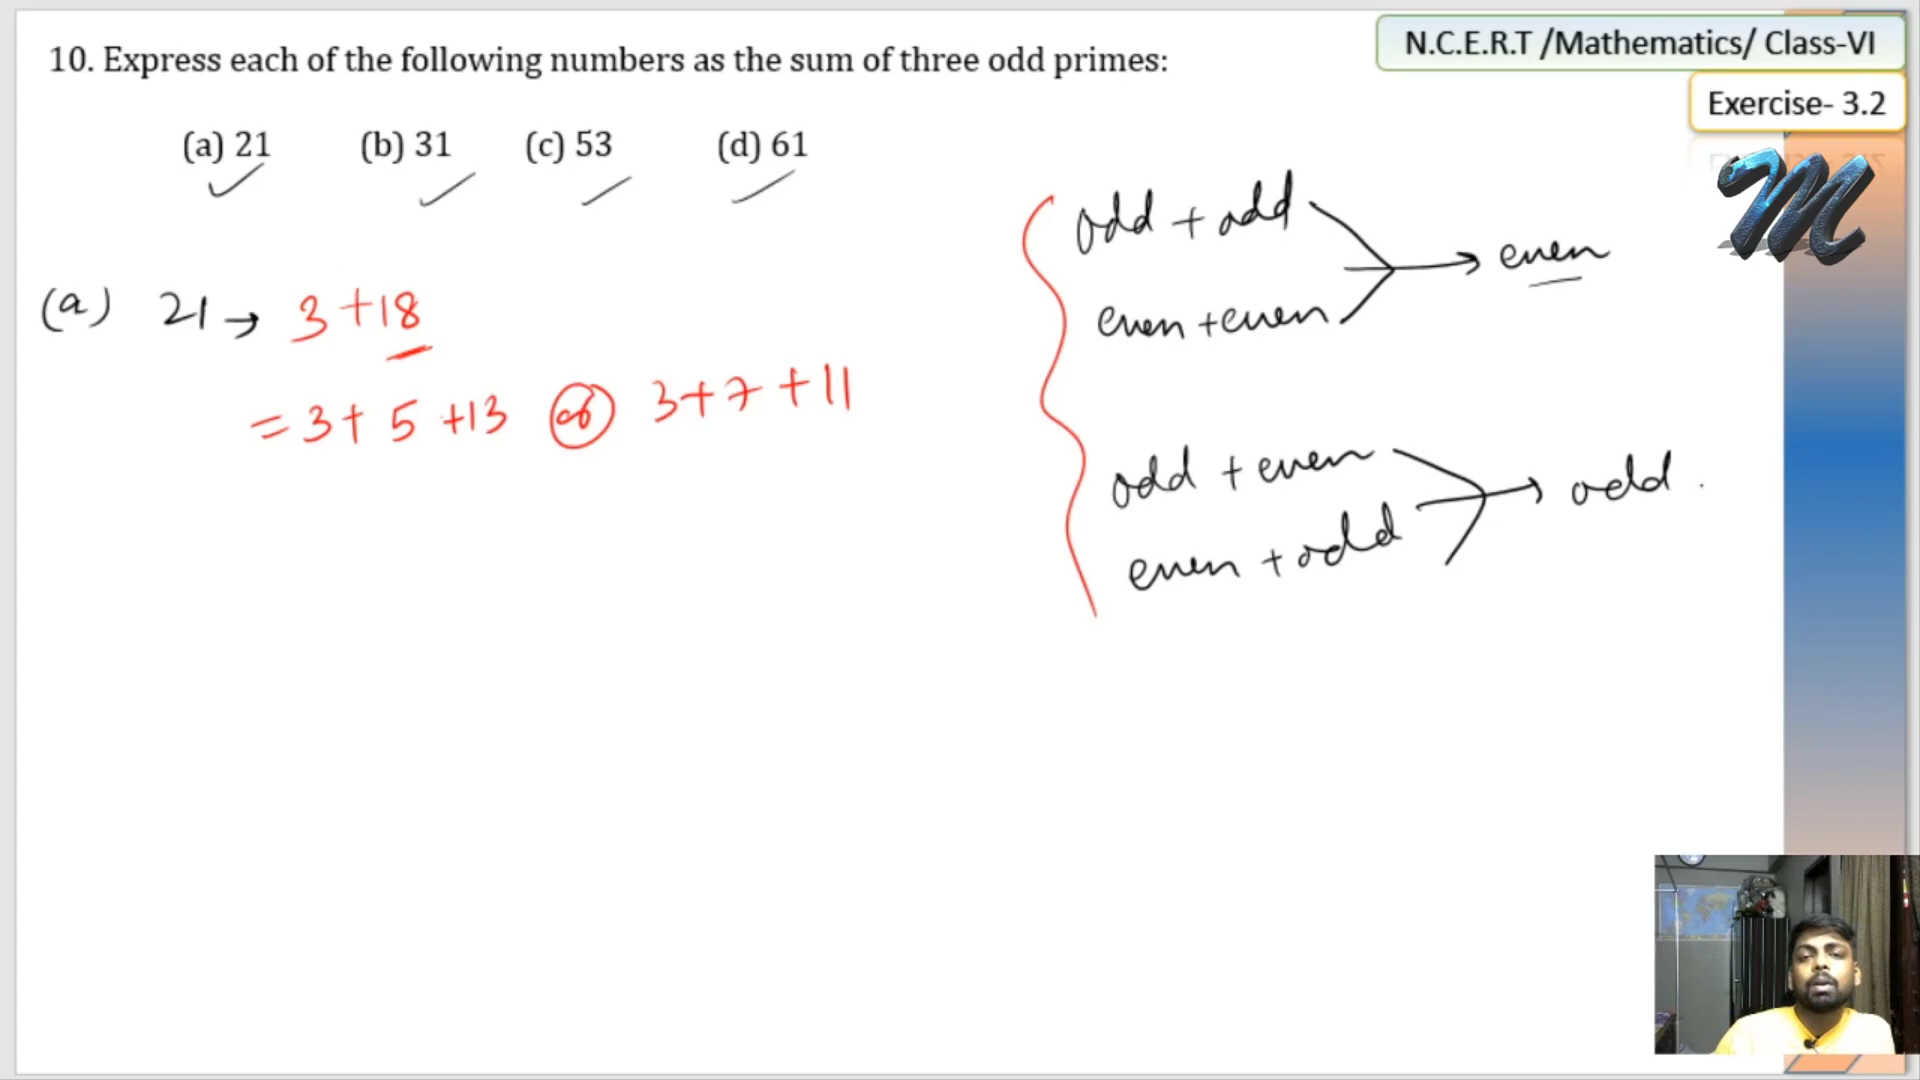 N.C.E.R.T /Mathematics/ Class-VI
10. Express each of the following numbers as the sum of three odd primes:
Exercise- 3.2
(a) 21 (b) 31 (c) 53 (d) 61
M
odd + odd
even + even
→ even
(a) 21 → 3 + 18
= 3 + 5 + 13 or 3 + 7 + 11
odd + even
even + odd
→ odd.